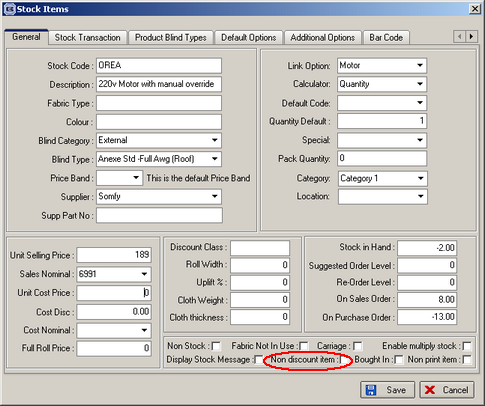 Stock Items
General Stock Transaction Product Blind Types Default Options Additional Options Bar Code
Stock Code : OREA
Description : 220v Motor with manual override
Fabric Type :
Colour :
Blind Category : External
Blind Type : Anexe Std -Full Awg (Roof)
Price Band : This is the default Price Band
Supplier : Somfy
Supp Part No :
Link Option: Motor
Calculator: Quantity
Default Code:
Quantity Default : 1
Special:
Pack Quantity: 0
Category: Category 1
Location:
Unit Selling Price : 189
Sales Nominal : 6991
Unit Cost Price : 0
Cost Disc : 0.00
Cost Nominal :
Full Roll Price : 0
Discount Class :
Roll Width : 0
Uplift % : 0
Cloth Weight : 0
Cloth thickness : 0
Stock in Hand : -2.00
Suggested Order Level : 0
Re-Order Level : 0
On Sales Order : 8.00
On Purchase Order : -13.00
Non Stock : Fabric Not In Use : Carriage : Enable multiply stock :
Display Stock Message : Non discount item : Bought In : Non print item :
Save Cancel